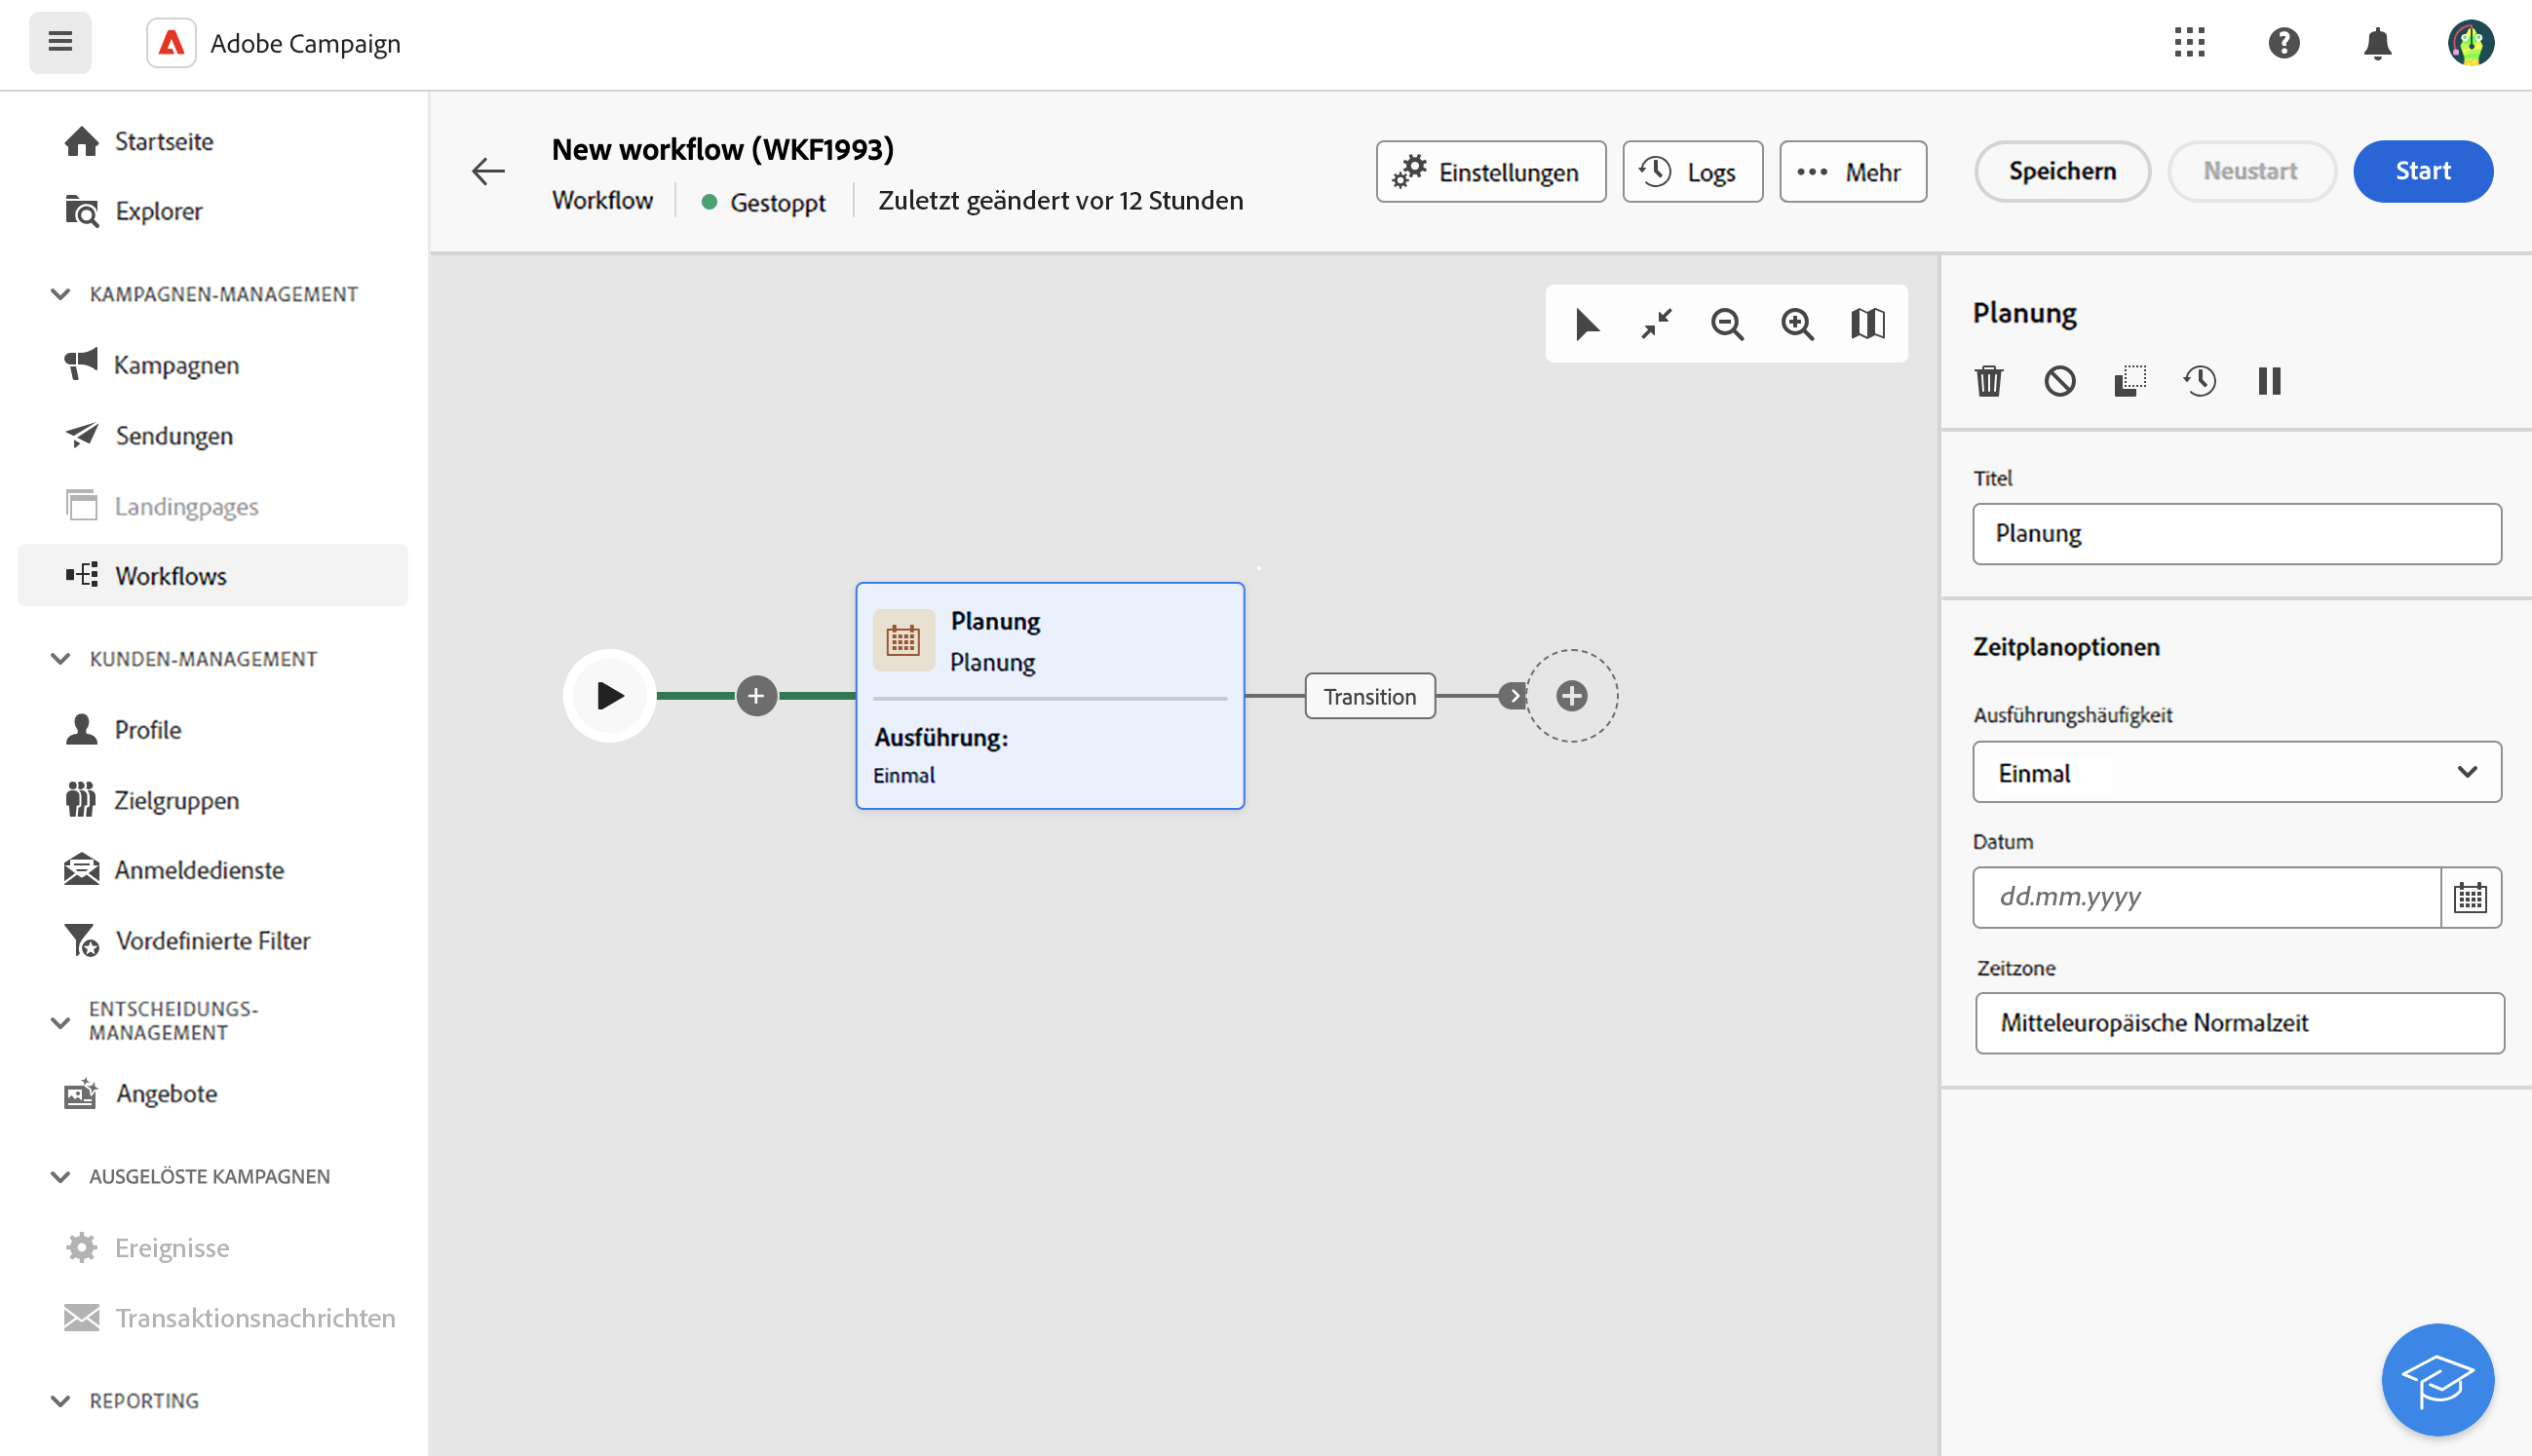 Adobe Campaign
Startseite
Explorer
KAMPAGNEN-MANAGEMENT
Kampagnen
Sendungen
Landingpages
Workflows
KUNDEN-MANAGEMENT
Profile
Zielgruppen
Anmeldedienste
Vordefinierte Filter
ENTSCHEIDUNGS-
MANAGEMENT
Angebote
AUSGELÖSTE KAMPAGNEN
Ereignisse
Transaktionsnachrichten
REPORTING
New workflow (WKF1993)
Workflow Gestoppt Zuletzt geändert vor 12 Stunden
Einstellungen Logs Mehr Speichern Neustart Start
Planung
Planung
Ausführung:
Einmal
Transition
Planung
Titel
Planung
Zeitplanoptionen
Ausführungshäufigkeit
Einmal
Datum
dd.mm.yyyy
Zeitzone
Mitteleuropäische Normalzeit